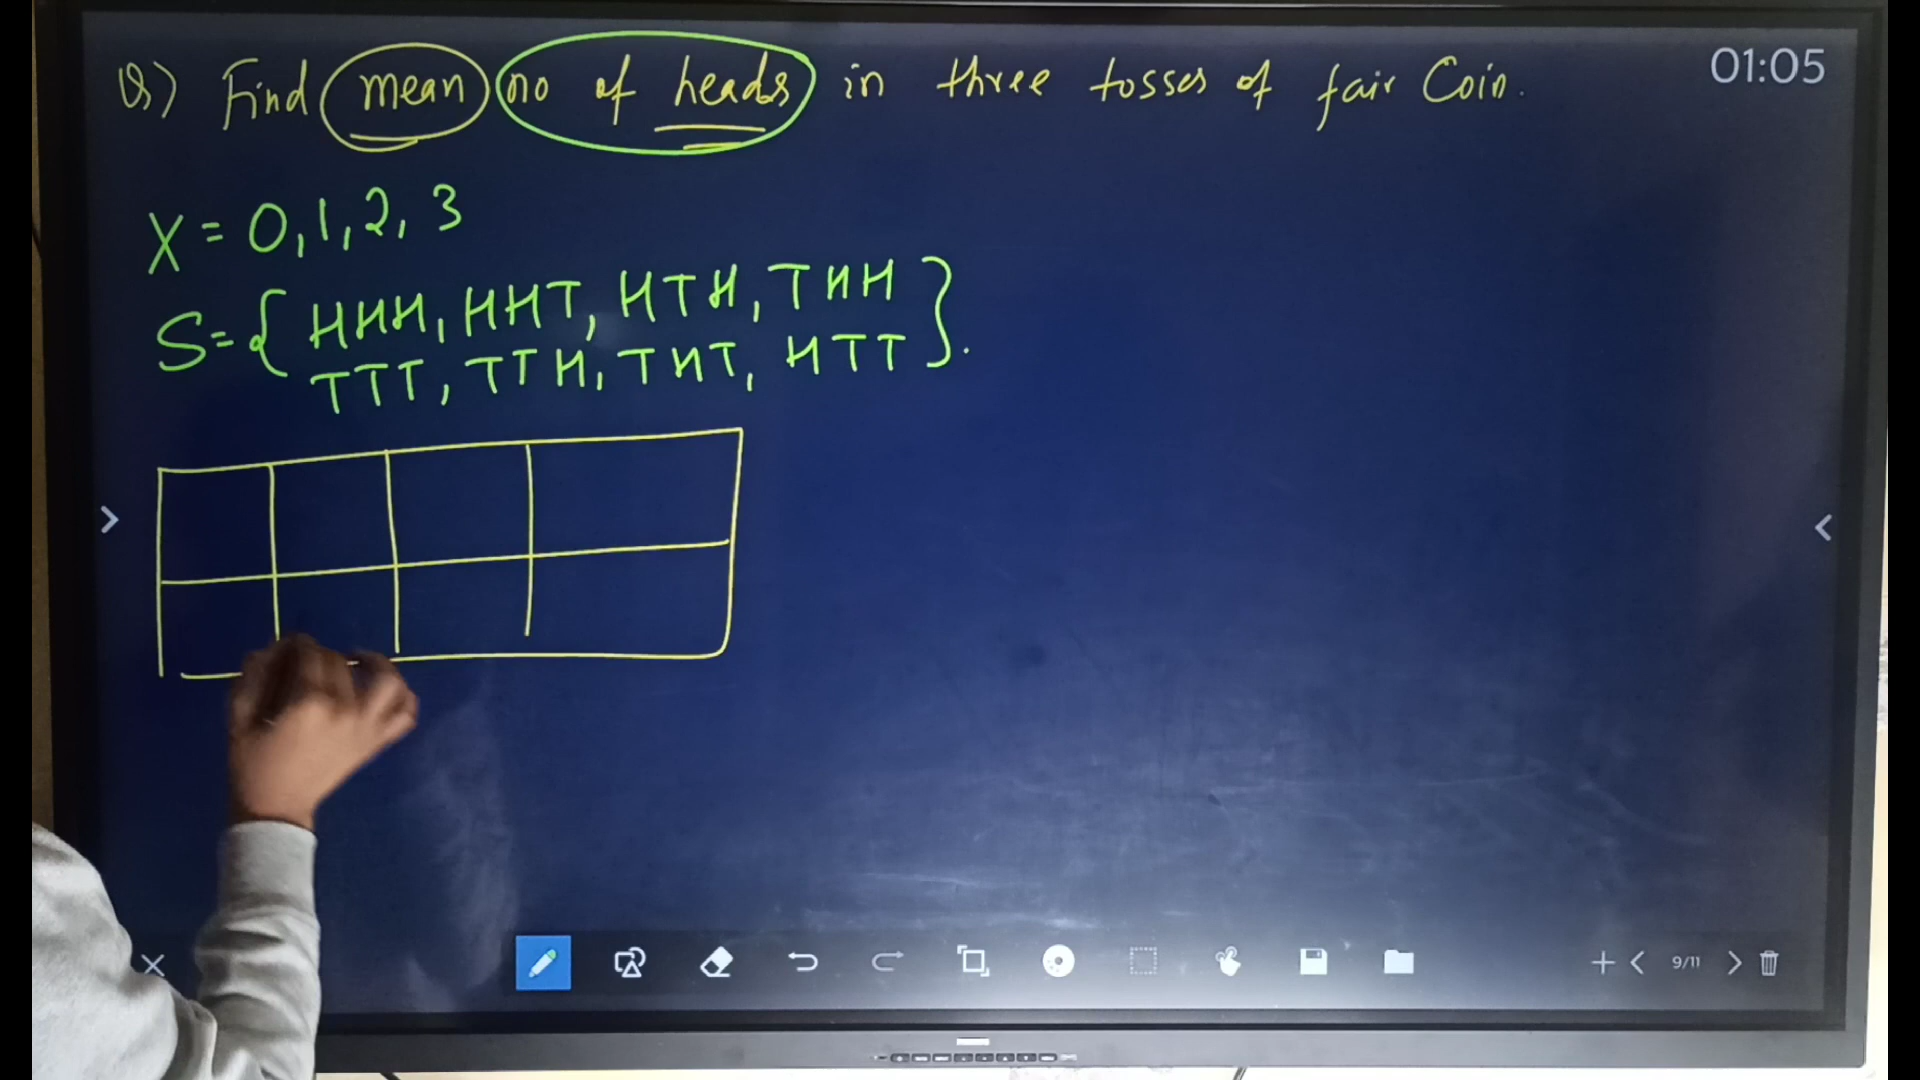 Q) Find mean no of heads in three tosses of fair Coin.
01:05
X = 0, 1, 2, 3
S = { HHH, HHT, HTH, THH
TTT, TTH, THT, HTT }.
9/11